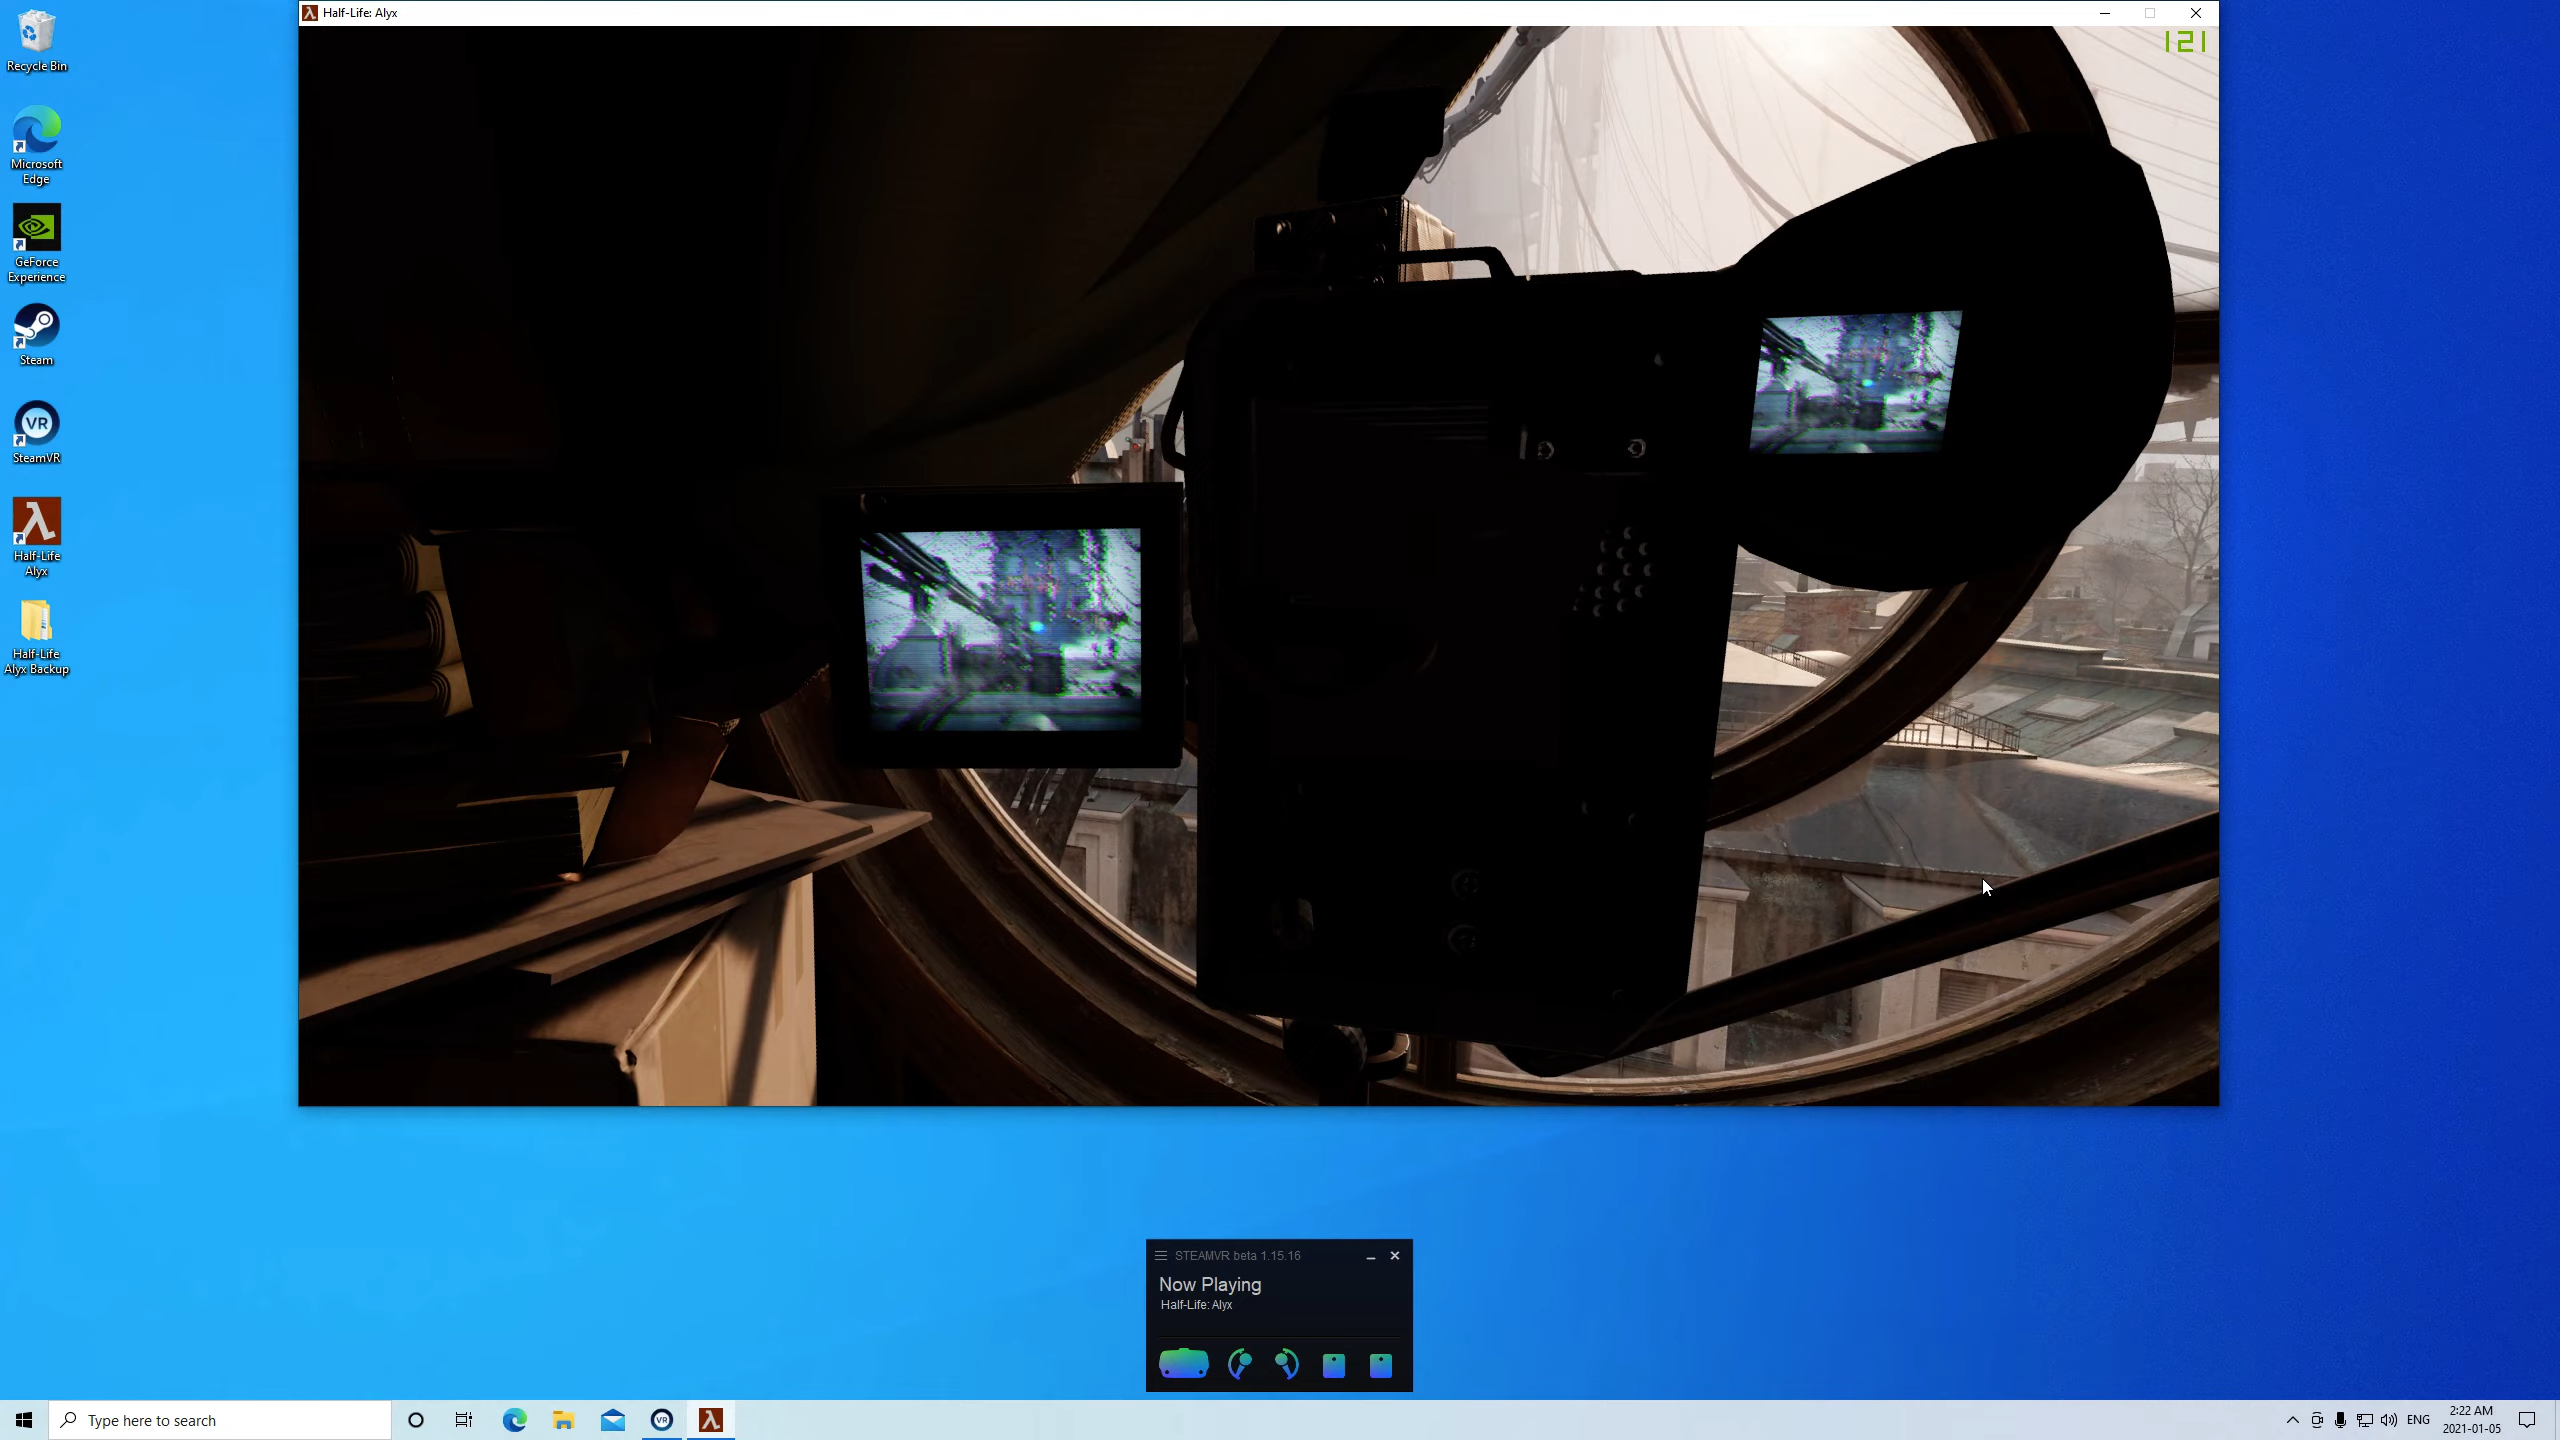 Half-Life: Alyx
121
Recycle Bin
Microsoft
Edge
GeForce
Experience
Steam
VR
SteamVR
Half-Life
Alyx
Half-Life
Alyx Backup
STEAMVR beta 1.15.16
Now Playing
Half-Life: Alyx
Type here to search
VR
ENG
2:22 AM
2021-01-05